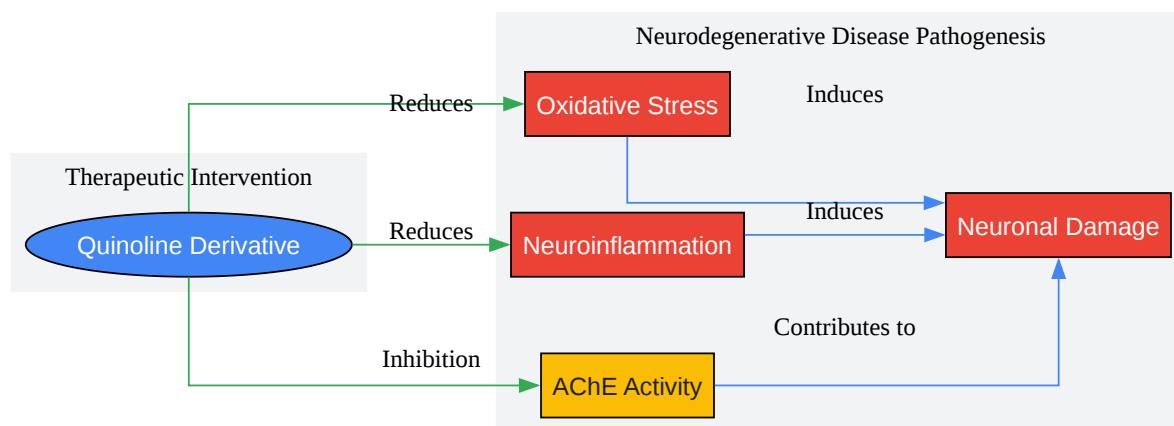 Neurodegenerative Disease Pathogenesis
Reduces
Oxidative Stress
Induces
Therapeutic Intervention
Quinoline Derivative
Reduces
Neuroinflammation
Induces
Neuronal Damage
Contributes to
Inhibition
AChE Activity